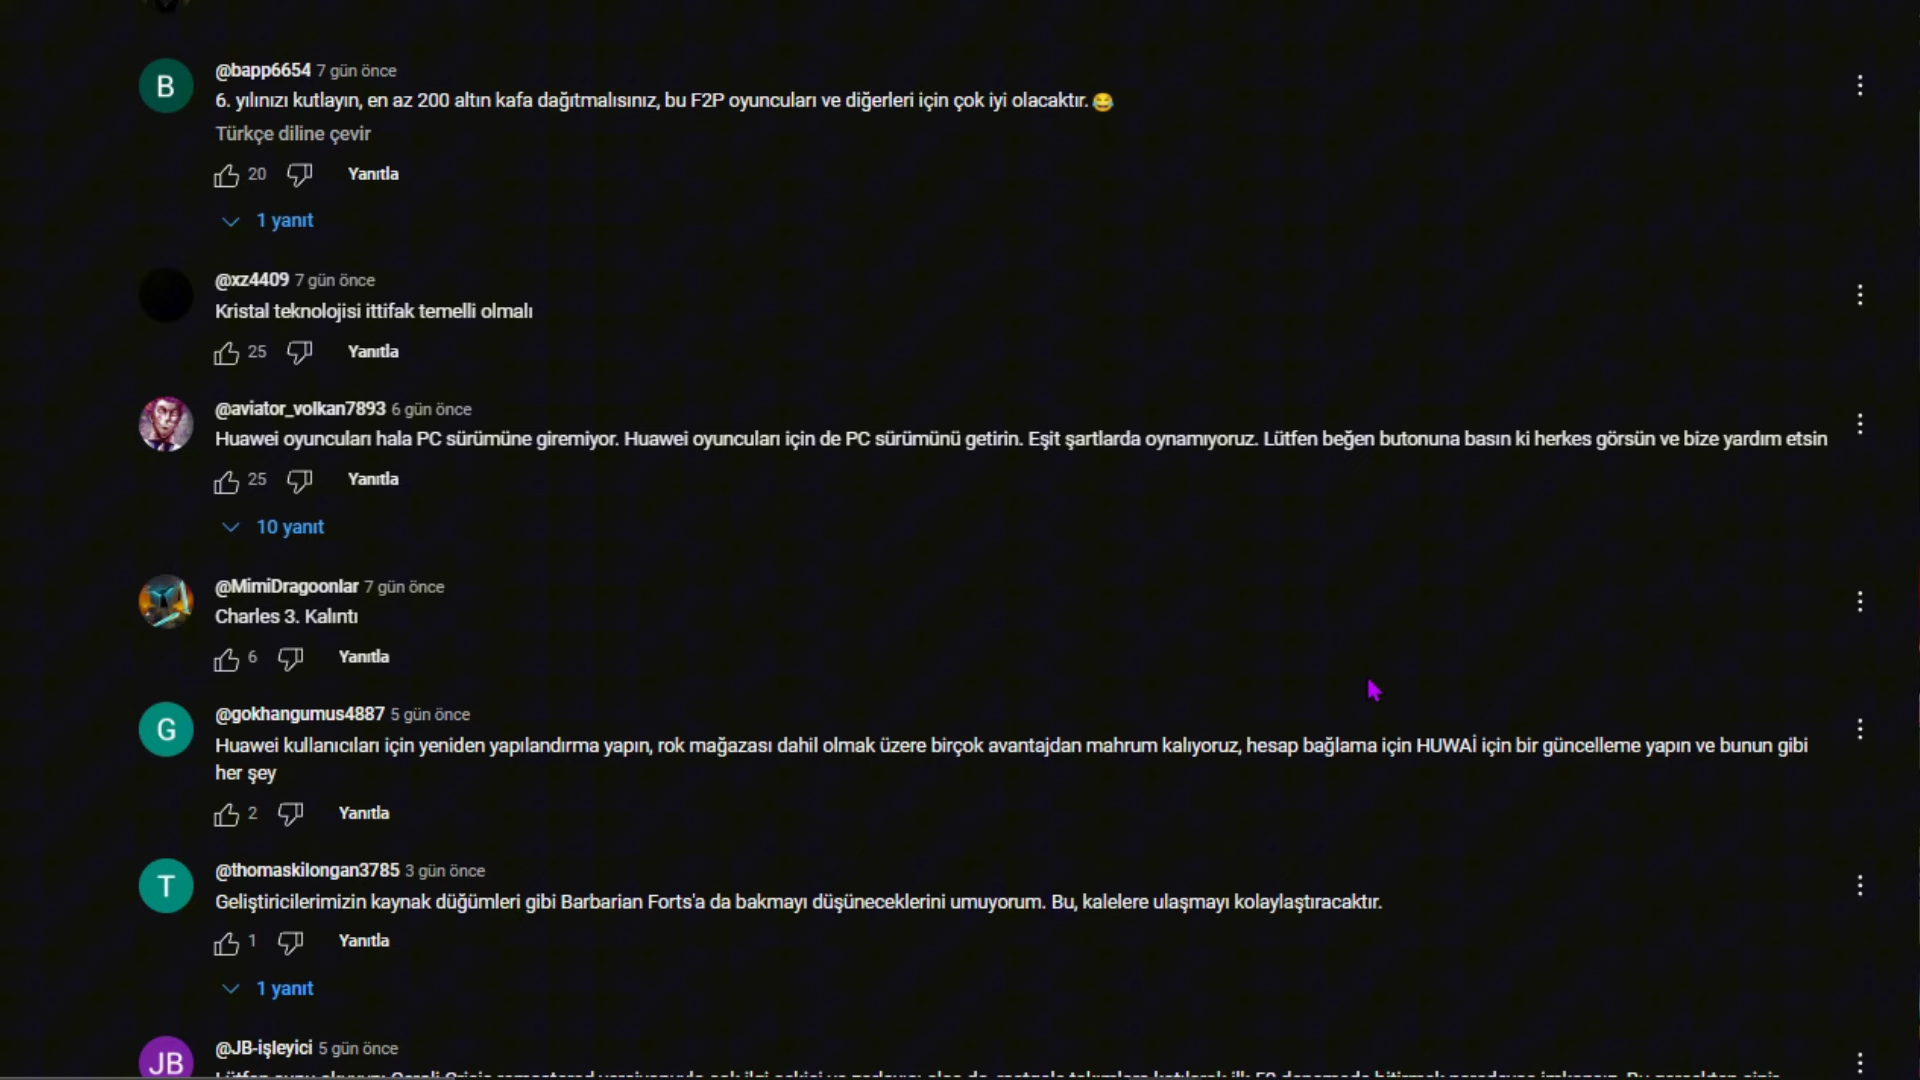 B
@bapp6654 7 gün önce
6. yılınızı kutlayın, en az 200 altın kafa dağıtmalısınız, bu F2P oyuncuları ve diğerleri için çok iyi olacaktır.😂
Türkçe diline çevir
20 Yanıtla
1 yanıt
@xz4409 7 gün önce
Kristal teknolojisi ittifak temelli olmalı
25 Yanıtla
@aviator_volkan7893 6 gün önce
Huawei oyuncuları hala PC sürümüne giremiyor. Huawei oyuncuları için de PC sürümünü getirin. Eşit şartlarda oynamıyoruz. Lütfen beğen butonuna basın ki herkes görsün ve bize yardım etsin
25 Yanıtla
10 yanıt
@MimiDragoonlar 7 gün önce
Charles 3. Kalıntı
6 Yanıtla
G
@gokhangumus4887 5 gün önce
Huawei kullanıcıları için yeniden yapılandırma yapın, rok mağazası dahil olmak üzere birçok avantajdan mahrum kalıyoruz, hesap bağlama için HUWAİ için bir güncelleme yapın ve bunun gibi
her şey
2 Yanıtla
T
@thomaskilongan3785 3 gün önce
Geliştiricilerimizin kaynak düğümleri gibi Barbarian Forts'a da bakmayı düşüneceklerini umuyorum. Bu, kalelere ulaşmayı kolaylaştıracaktır.
1 Yanıtla
1 yanıt
JB
@JB-işleyici 5 gün önce